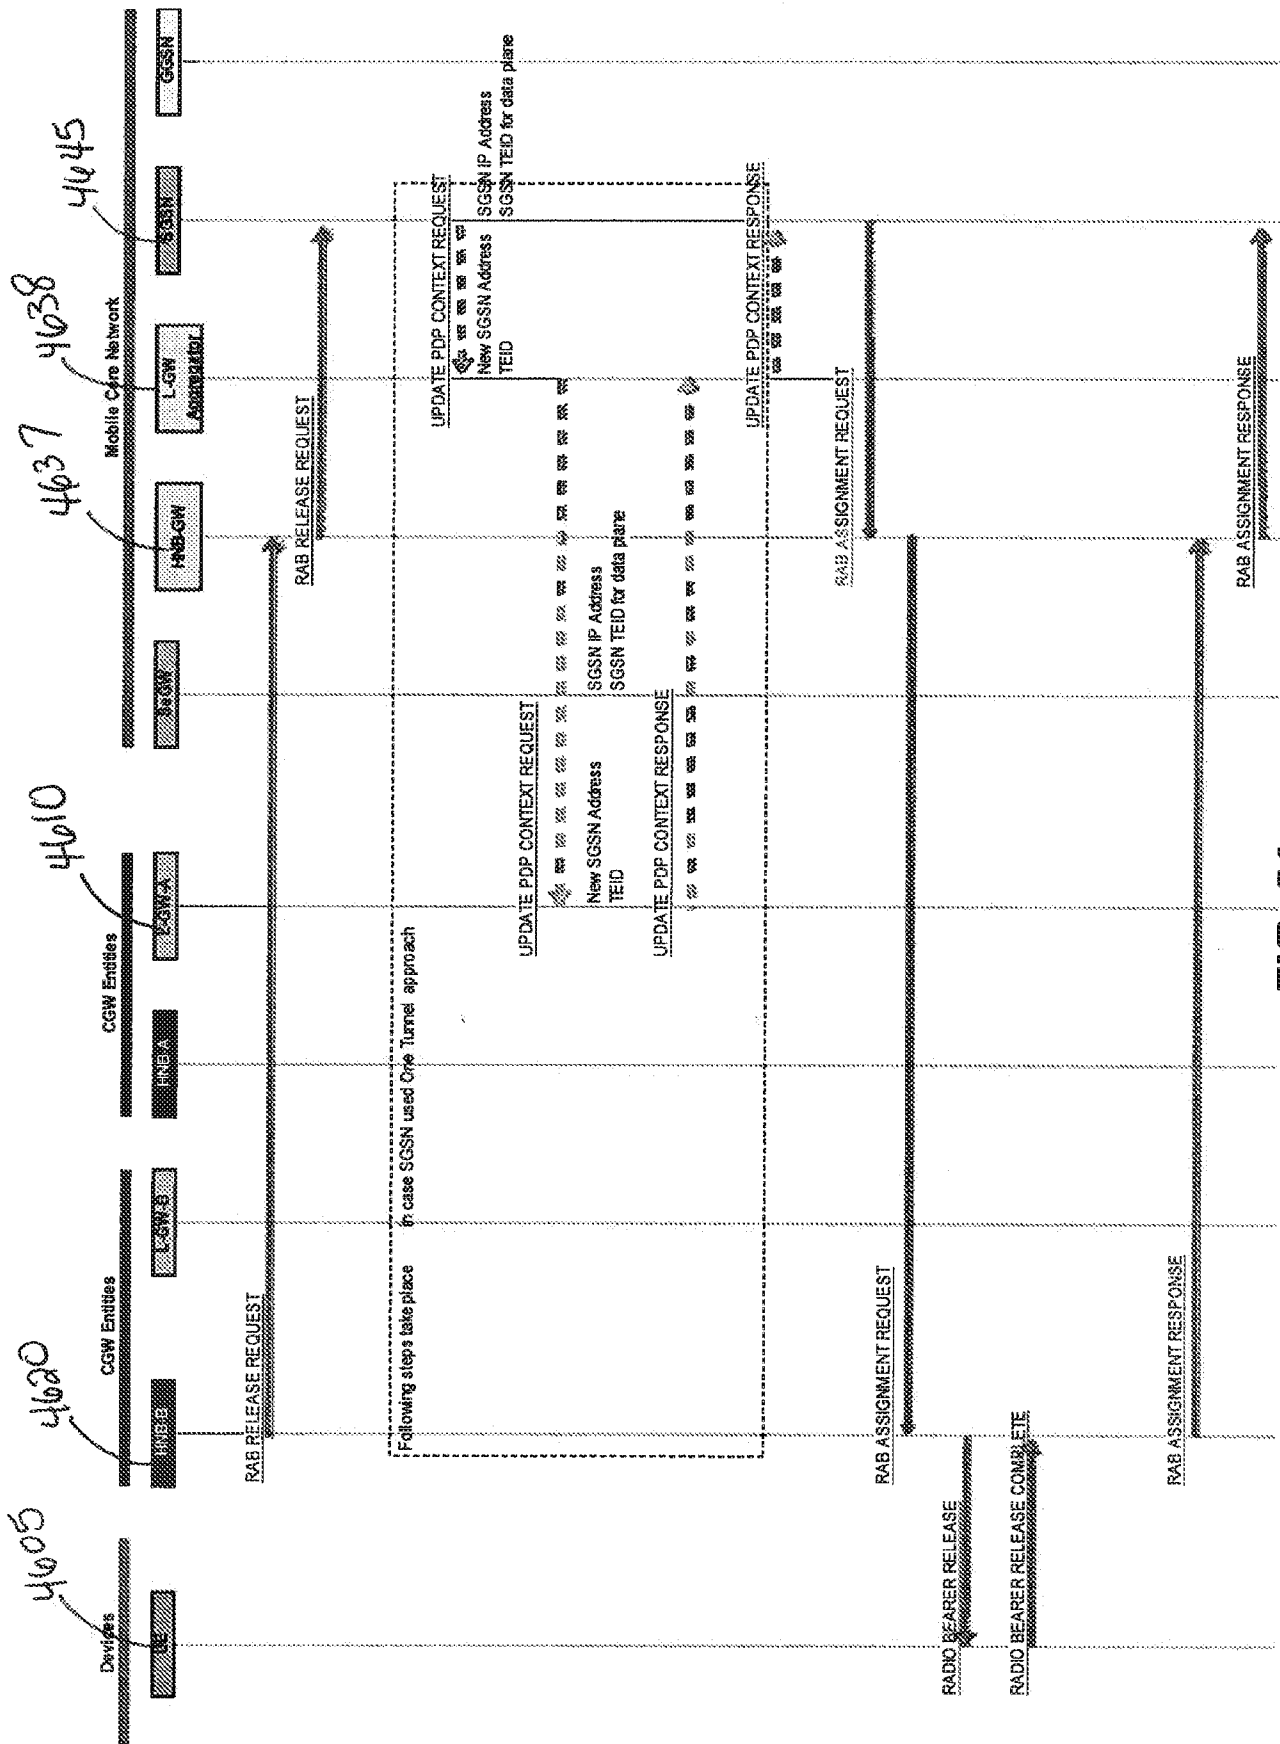 4605
4620
4610
4637
4638
4645
Devices
CGW Entities
CGW Entities
Mobile Core Network
UE
HNB-B
L-GW-B
HNB-A
L-GW-A
SeGW
HNB-GW
L-GW
Aggregator
SGSN
GGSN
RAB RELEASE REQUEST
RAB RELEASE REQUEST
Following steps take place in case SGSN used One Tunnel approach
UPDATE PDP CONTEXT REQUEST
New SGSN Address SGSN IP Address
TEID SGSN TEID for data plane
UPDATE PDP CONTEXT REQUEST
New SGSN Address SGSN IP Address
TEID SGSN TEID for data plane
UPDATE PDP CONTEXT RESPONSE
UPDATE PDP CONTEXT RESPONSE
RAB ASSIGNMENT REQUEST
RAB ASSIGNMENT REQUEST
RADIO BEARER RELEASE
RADIO BEARER RELEASE COMPLETE
RAB ASSIGNMENT RESPONSE
RAB ASSIGNMENT RESPONSE